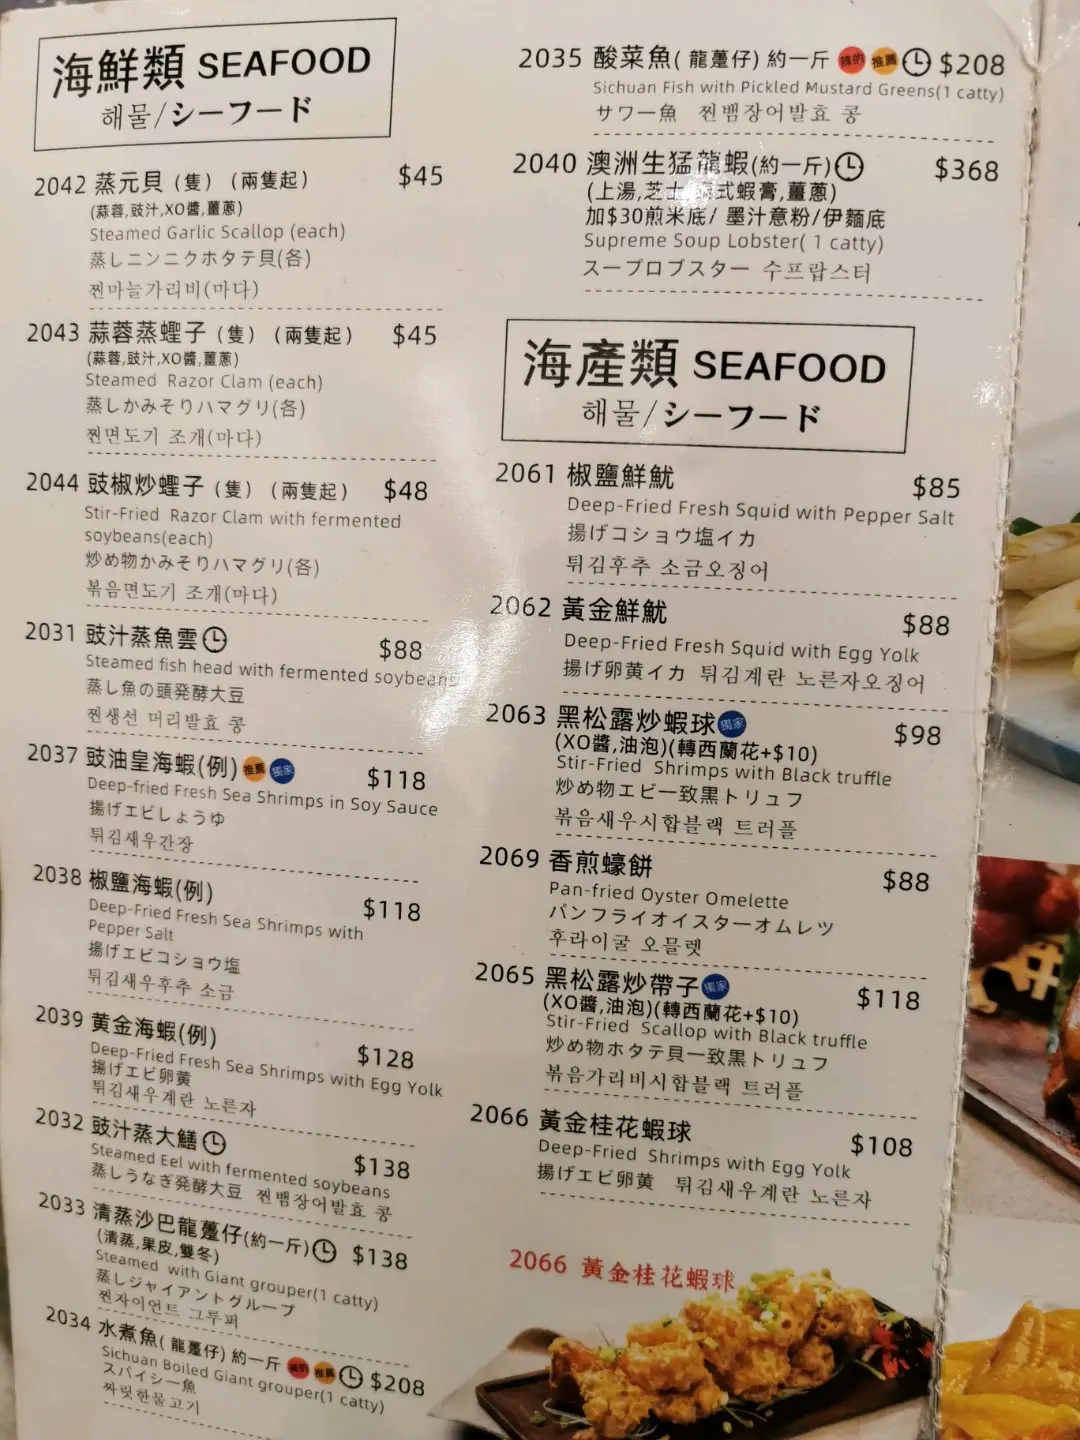 海鮮類 SEAFOOD
해물/シーフード
2042 蒸元貝（隻）（兩隻起） $45
(蒜蓉,豉汁,XO醬,薑蔥)
Steamed Garlic Scallop (each)
蒸しニンニクホタテ貝(各)
찐마늘가리비(마다)
2043 蒜蓉蒸蟶子（隻）（兩隻起） $45
(蒜蓉,豉汁,XO醬,薑蔥)
Steamed Razor Clam (each)
蒸しかみそりハマグリ(各)
찐면도기 조개(마다)
2044 豉椒炒蟶子（隻）（兩隻起） $48
Stir-Fried Razor Clam with fermented
soybeans(each)
炒め物かみそりハマグリ(各)
볶음면도기 조개(마다)
2031 豉汁蒸魚雲 $88
Steamed fish head with fermented soybeans
蒸し魚の頭発酵大豆
찐생선 머리발효 콩
2037 豉油皇海蝦(例) 推薦 獨家 $118
Deep-fried Fresh Sea Shrimps in Soy Sauce
揚げエビしょうゆ
튀김새우간장
2038 椒鹽海蝦(例) $118
Deep-Fried Fresh Sea Shrimps with
Pepper Salt
揚げエビコショウ塩
튀김새우후추 소금
2039 黃金海蝦(例) $128
Deep-Fried Fresh Sea Shrimps with Egg Yolk
揚げエビ卵黄
튀김새우계란 노른자
2032 豉汁蒸大鱔 $138
Steamed Eel with fermented soybeans
蒸しうなぎ発酵大豆 찐뱀장어발효 콩
2033 清蒸沙巴龍躉仔(約一斤) $138
(清蒸,果皮,雙冬)
Steamed with Giant grouper(1 catty)
蒸しジャイアントグループ
찐자이언트 그루퍼
2034 水煮魚( 龍躉仔) 約一斤 辣的 推薦 $208
Sichuan Boiled Giant grouper(1 catty)
スパイシー魚
짜릿한물고기
2035 酸菜魚( 龍躉仔) 約一斤 辣的 推薦 $208
Sichuan Fish with Pickled Mustard Greens(1 catty)
サワー魚 찐뱀장어발효 콩
2040 澳洲生猛龍蝦(約一斤) $368
(上湯,芝士, 式蝦膏,薑蔥)
加$30煎米底/ 墨汁意粉/伊麵底
Supreme Soup Lobster( 1 catty)
スープロブスター 수프랍스터
海產類 SEAFOOD
해물/シーフード
2061 椒鹽鮮魷 $85
Deep-Fried Fresh Squid with Pepper Salt
揚げコショウ塩イカ
튀김후추 소금오징어
2062 黃金鮮魷 $88
Deep-Fried Fresh Squid with Egg Yolk
揚げ卵黄イカ 튀김계란 노른자오징어
2063 黑松露炒蝦球 獨家 $98
(XO醬,油泡)(轉西蘭花+$10)
Stir-Fried Shrimps with Black truffle
炒め物エビ一致黒トリュフ
볶음새우시합블랙 트러플
2069 香煎蠔餅 $88
Pan-fried Oyster Omelette
パンフライオイスターオムレツ
후라이굴 오믈렛
2065 黑松露炒帶子 獨家 $118
(XO醬,油泡)(轉西蘭花+$10)
Stir-Fried Scallop with Black truffle
炒め物ホタテ貝一致黒トリュフ
볶음가리비시합블랙 트러플
2066 黃金桂花蝦球 $108
Deep-Fried Shrimps with Egg Yolk
揚げエビ卵黄 튀김새우계란 노른자
2066 黃金桂花蝦球